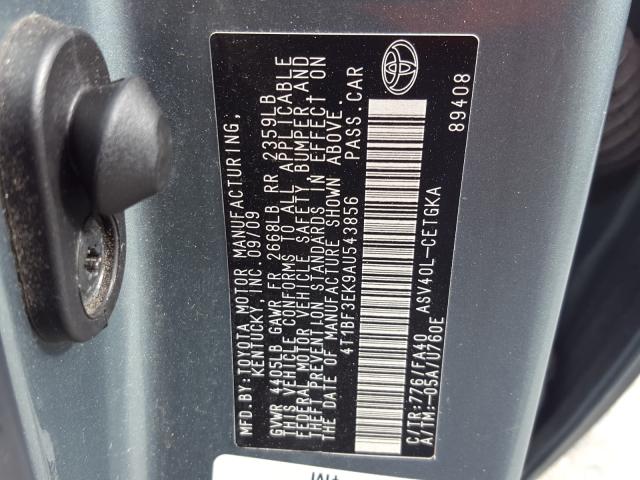 MFD. BY: TOYOTA MOTOR MANUFACTURING,
KENTUCKY, INC. 09/09
GVWR 4405LB GAWR FR 2668LB RR 2359LB
THIS VEHICLE CONFORMS TO ALL APPLICABLE
FEDERAL MOTOR VEHICLE SAFETY BUMPER, AND
THEFT PREVENTION STANDARDS IN EFFECT ON
THE DATE OF MANUFACTURE SHOWN ABOVE.
4T1BF3EK9AU543856 PASS. CAR
C/TR: 776/FA40 ASV40L-CETGKA
A/TM: -05A/U760E
89408